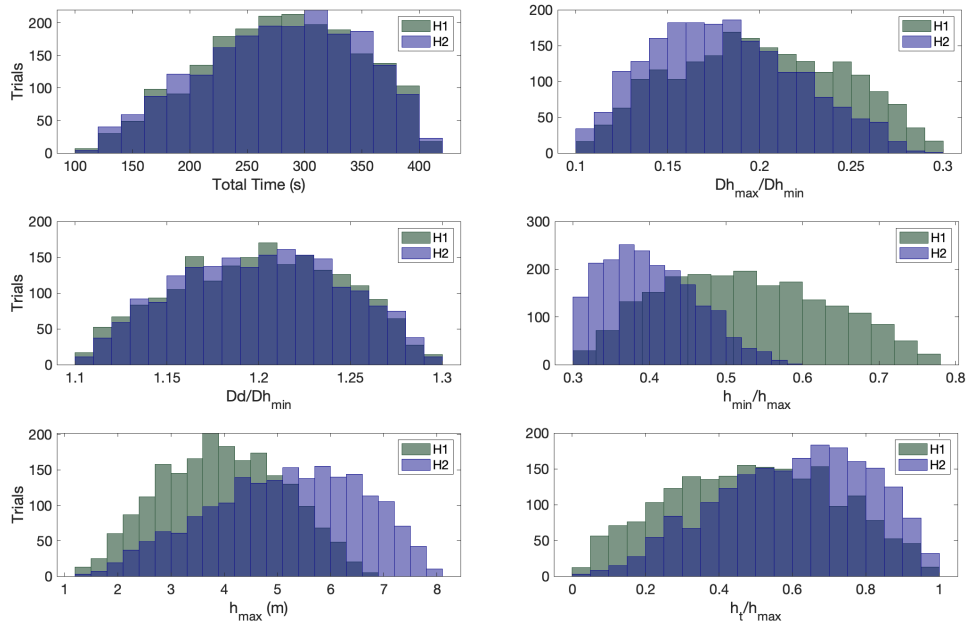 200
150
100
50
0
Trials
H1
H2
100 150 200 250 300 350 400
Total Time (s)
200
150
100
50
0
H1
H2
0.1 0.15 0.2 0.25 0.3
Dh_max/Dh_min
200
150
100
50
0
Trials
H1
H2
1.1 1.15 1.2 1.25 1.3
Dd/Dh_min
300
200
100
0
H1
H2
0.3 0.4 0.5 0.6 0.7 0.8
h_min/h_max
200
150
100
50
0
Trials
H1
H2
1 2 3 4 5 6 7 8
h_max (m)
200
150
100
50
0
H1
H2
0 0.2 0.4 0.6 0.8 1
h_t/h_max